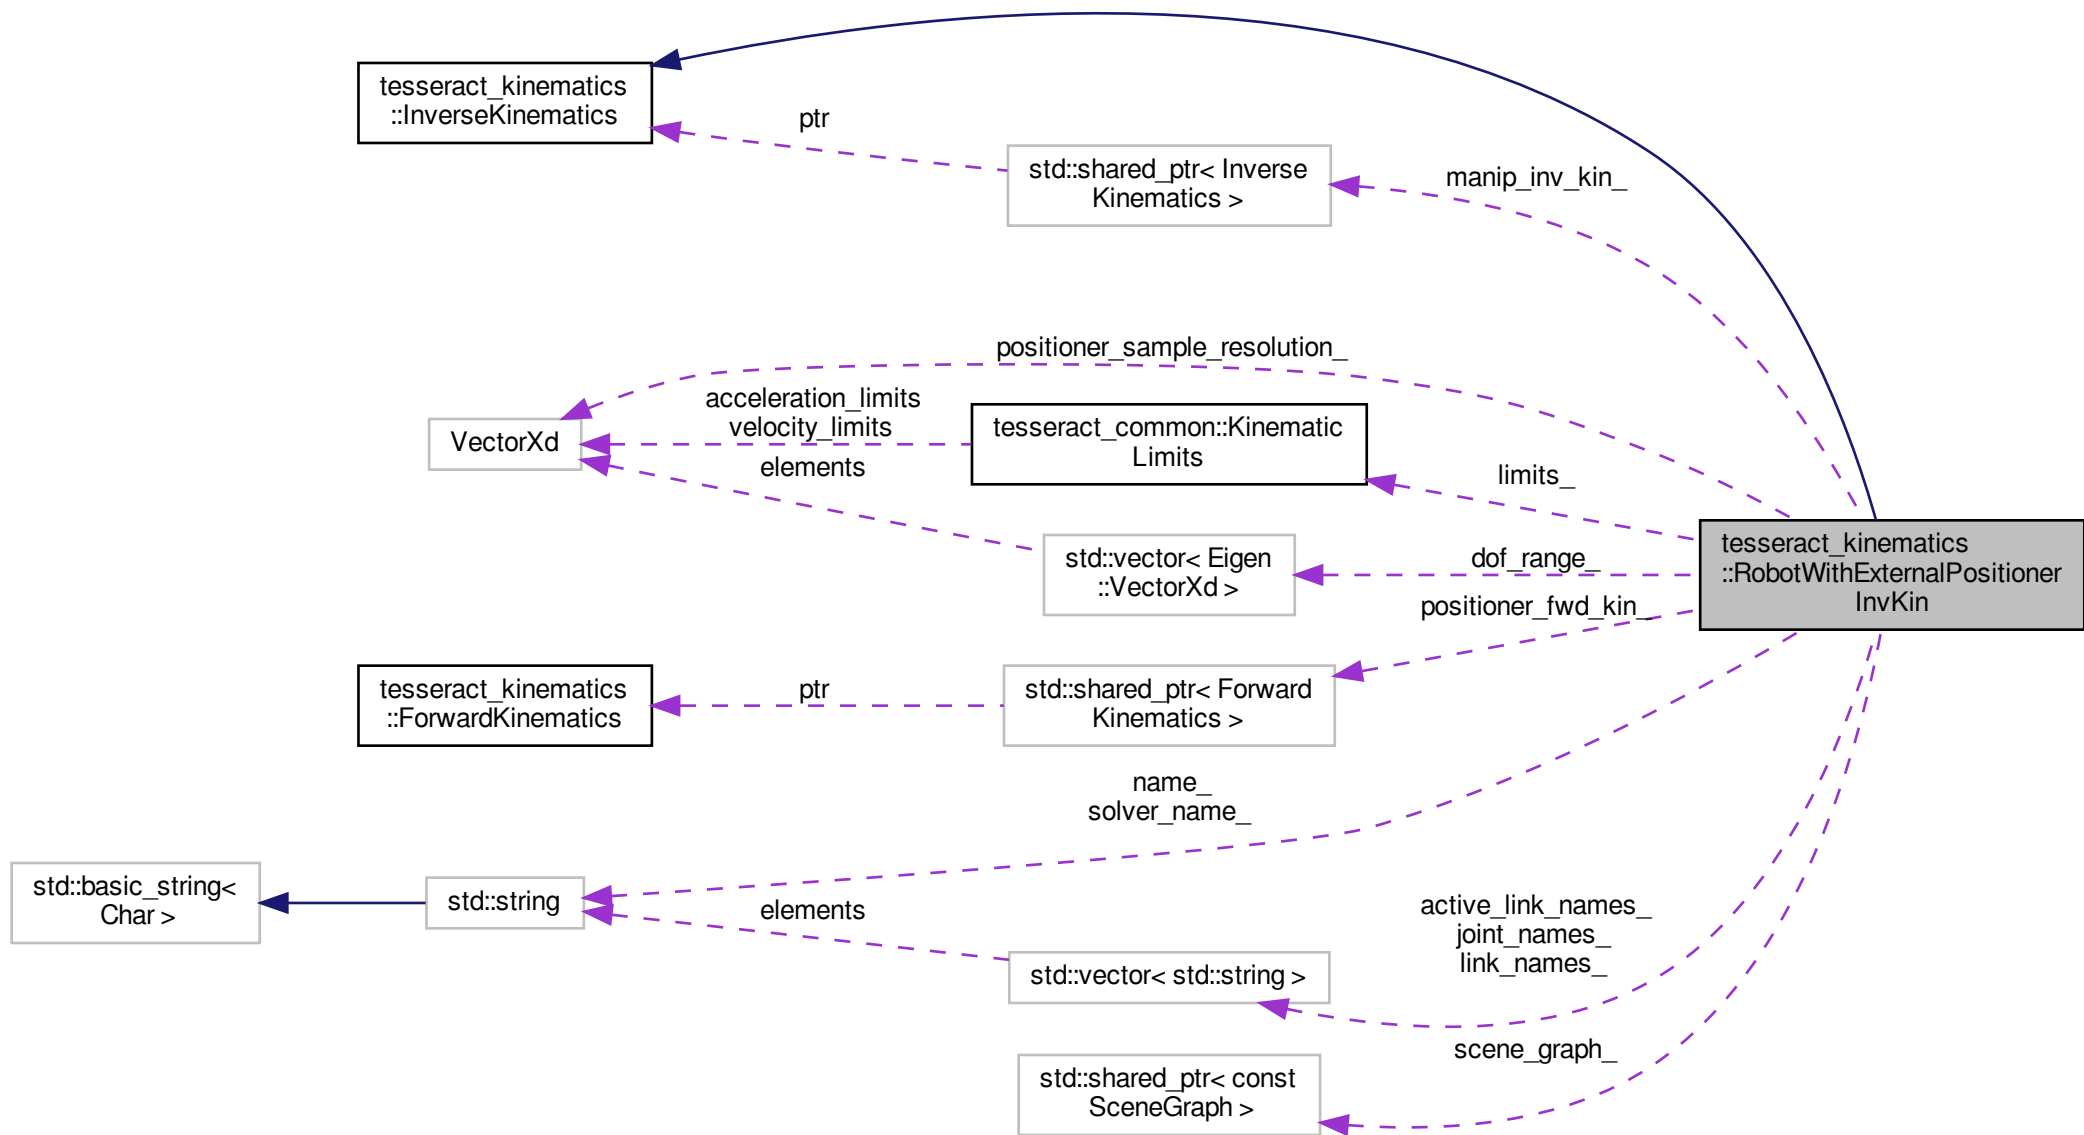 tesseract_kinematics
::InverseKinematics
ptr
std::shared_ptr< Inverse
Kinematics >
manip_inv_kin_
positioner_sample_resolution_
acceleration_limits
velocity_limits
VectorXd
elements
tesseract_common::Kinematic
Limits
limits_
std::vector< Eigen
::VectorXd >
dof_range_
tesseract_kinematics
::RobotWithExternalPositioner
InvKin
positioner_fwd_kin_
tesseract_kinematics
::ForwardKinematics
ptr
std::shared_ptr< Forward
Kinematics >
name_
solver_name_
std::basic_string<
Char >
std::string
elements
active_link_names_
joint_names_
link_names_
std::vector< std::string >
scene_graph_
std::shared_ptr< const
SceneGraph >